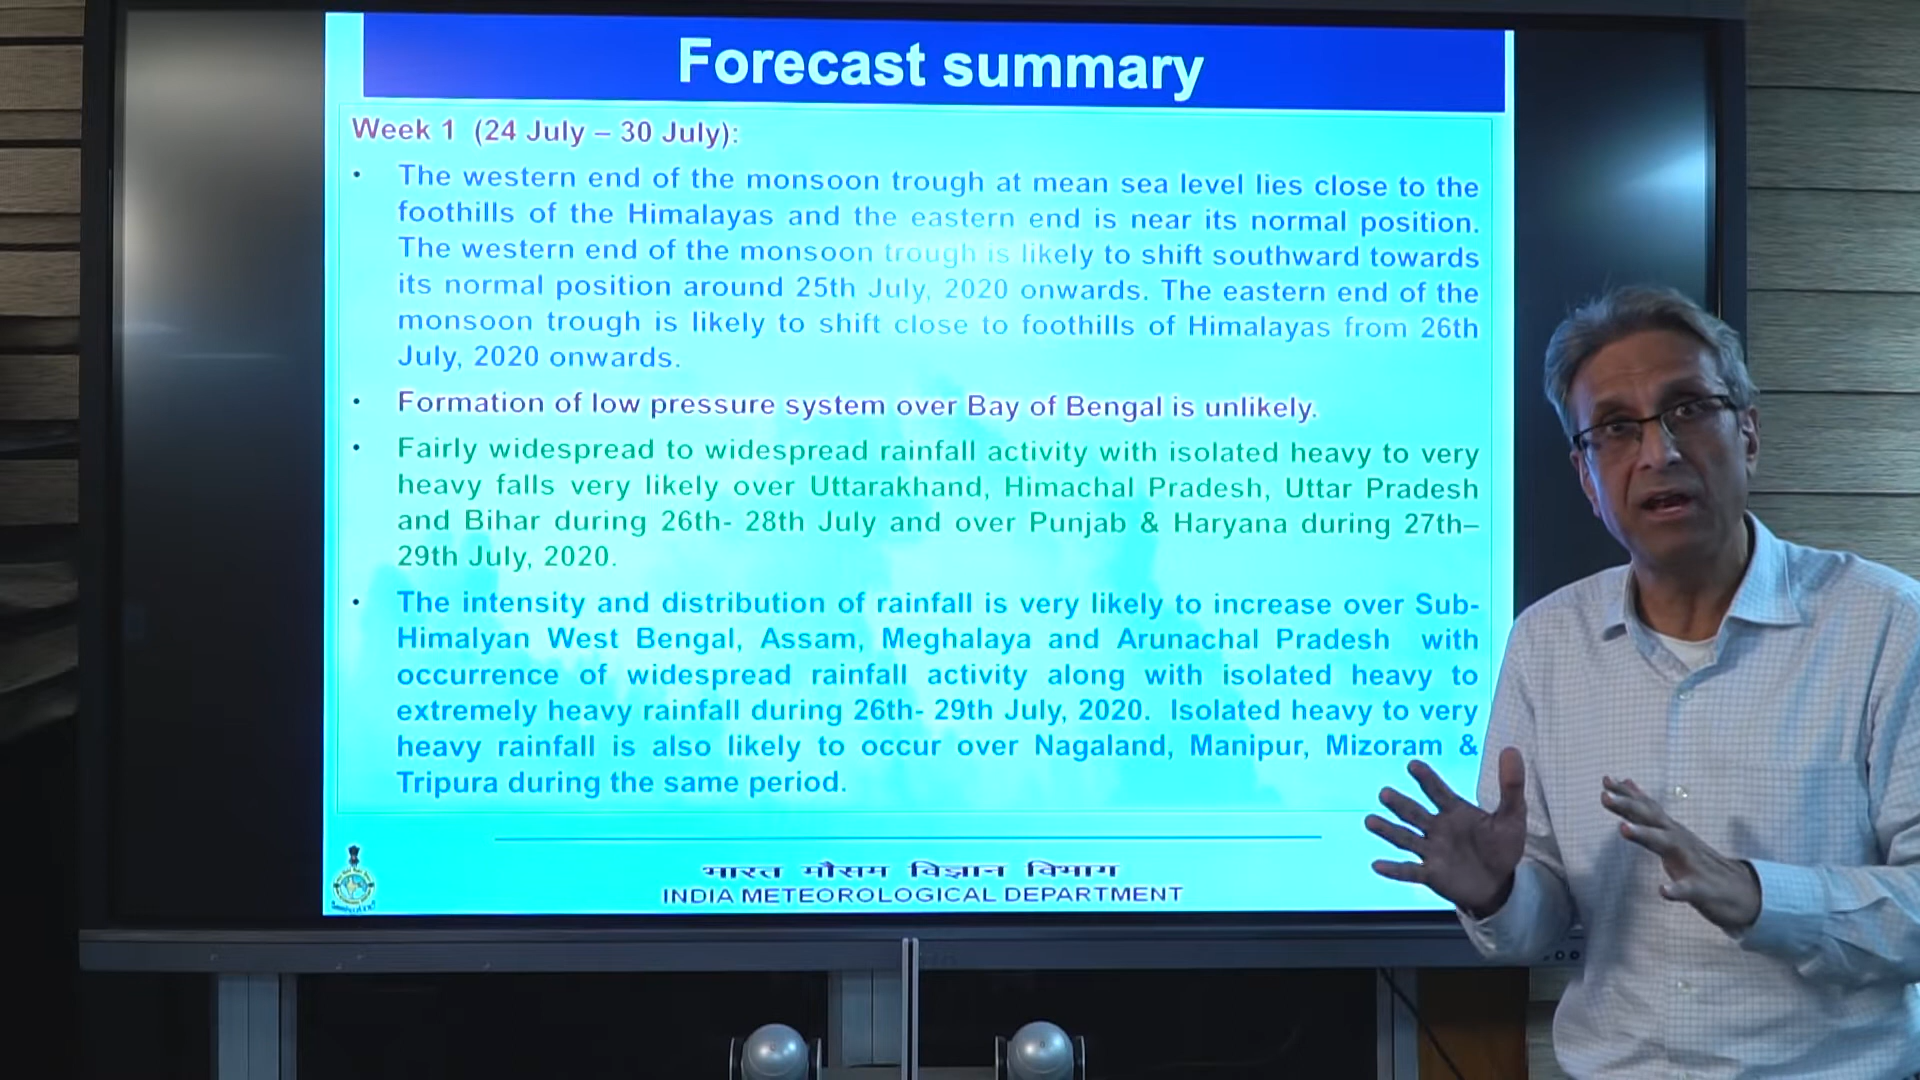 Forecast summary
Week 1 (24 July – 30 July):
• The western end of the monsoon trough at mean sea level lies close to the
foothills of the Himalayas and the eastern end is near its normal position.
The western end of the monsoon trough is likely to shift southward towards
its normal position around 25th July, 2020 onwards. The eastern end of the
monsoon trough is likely to shift close to foothills of Himalayas from 26th
July, 2020 onwards.
• Formation of low pressure system over Bay of Bengal is unlikely.
• Fairly widespread to widespread rainfall activity with isolated heavy to very
heavy falls very likely over Uttarakhand, Himachal Pradesh, Uttar Pradesh
and Bihar during 26th- 28th July and over Punjab & Haryana during 27th–
29th July, 2020.
• The intensity and distribution of rainfall is very likely to increase over Sub-
Himalyan West Bengal, Assam, Meghalaya and Arunachal Pradesh with
occurrence of widespread rainfall activity along with isolated heavy to
extremely heavy rainfall during 26th- 29th July, 2020. Isolated heavy to very
heavy rainfall is also likely to occur over Nagaland, Manipur, Mizoram &
Tripura during the same period.
भारत मौसम विज्ञान विभाग
INDIA METEOROLOGICAL DEPARTMENT